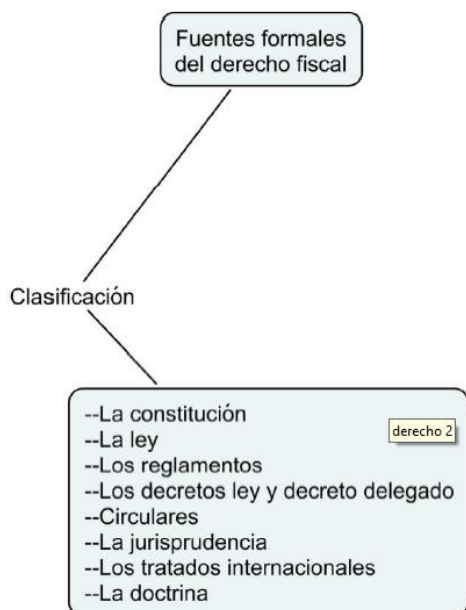 Fuentes formales
del derecho fiscal
Clasificación
--La constitución
--La ley
derecho 2
--Los reglamentos
--Los decretos ley y decreto delegado
--Circulares
--La jurisprudencia
--Los tratados internacionales
--La doctrina